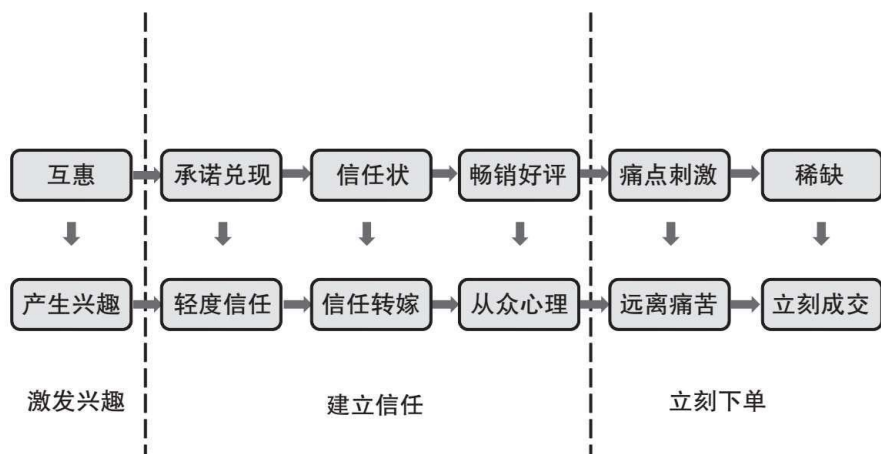 互惠 承诺兑现 信任状 畅销好评 痛点刺激 稀缺
产生兴趣 轻度信任 信任转嫁 从众心理 远离痛苦 立刻成交
激发兴趣 建立信任 立刻下单